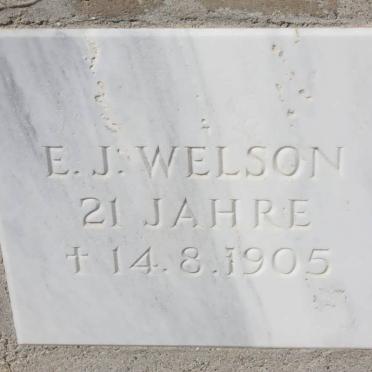 E. J. WELSON
21 JAHRE
† 14.8.1905